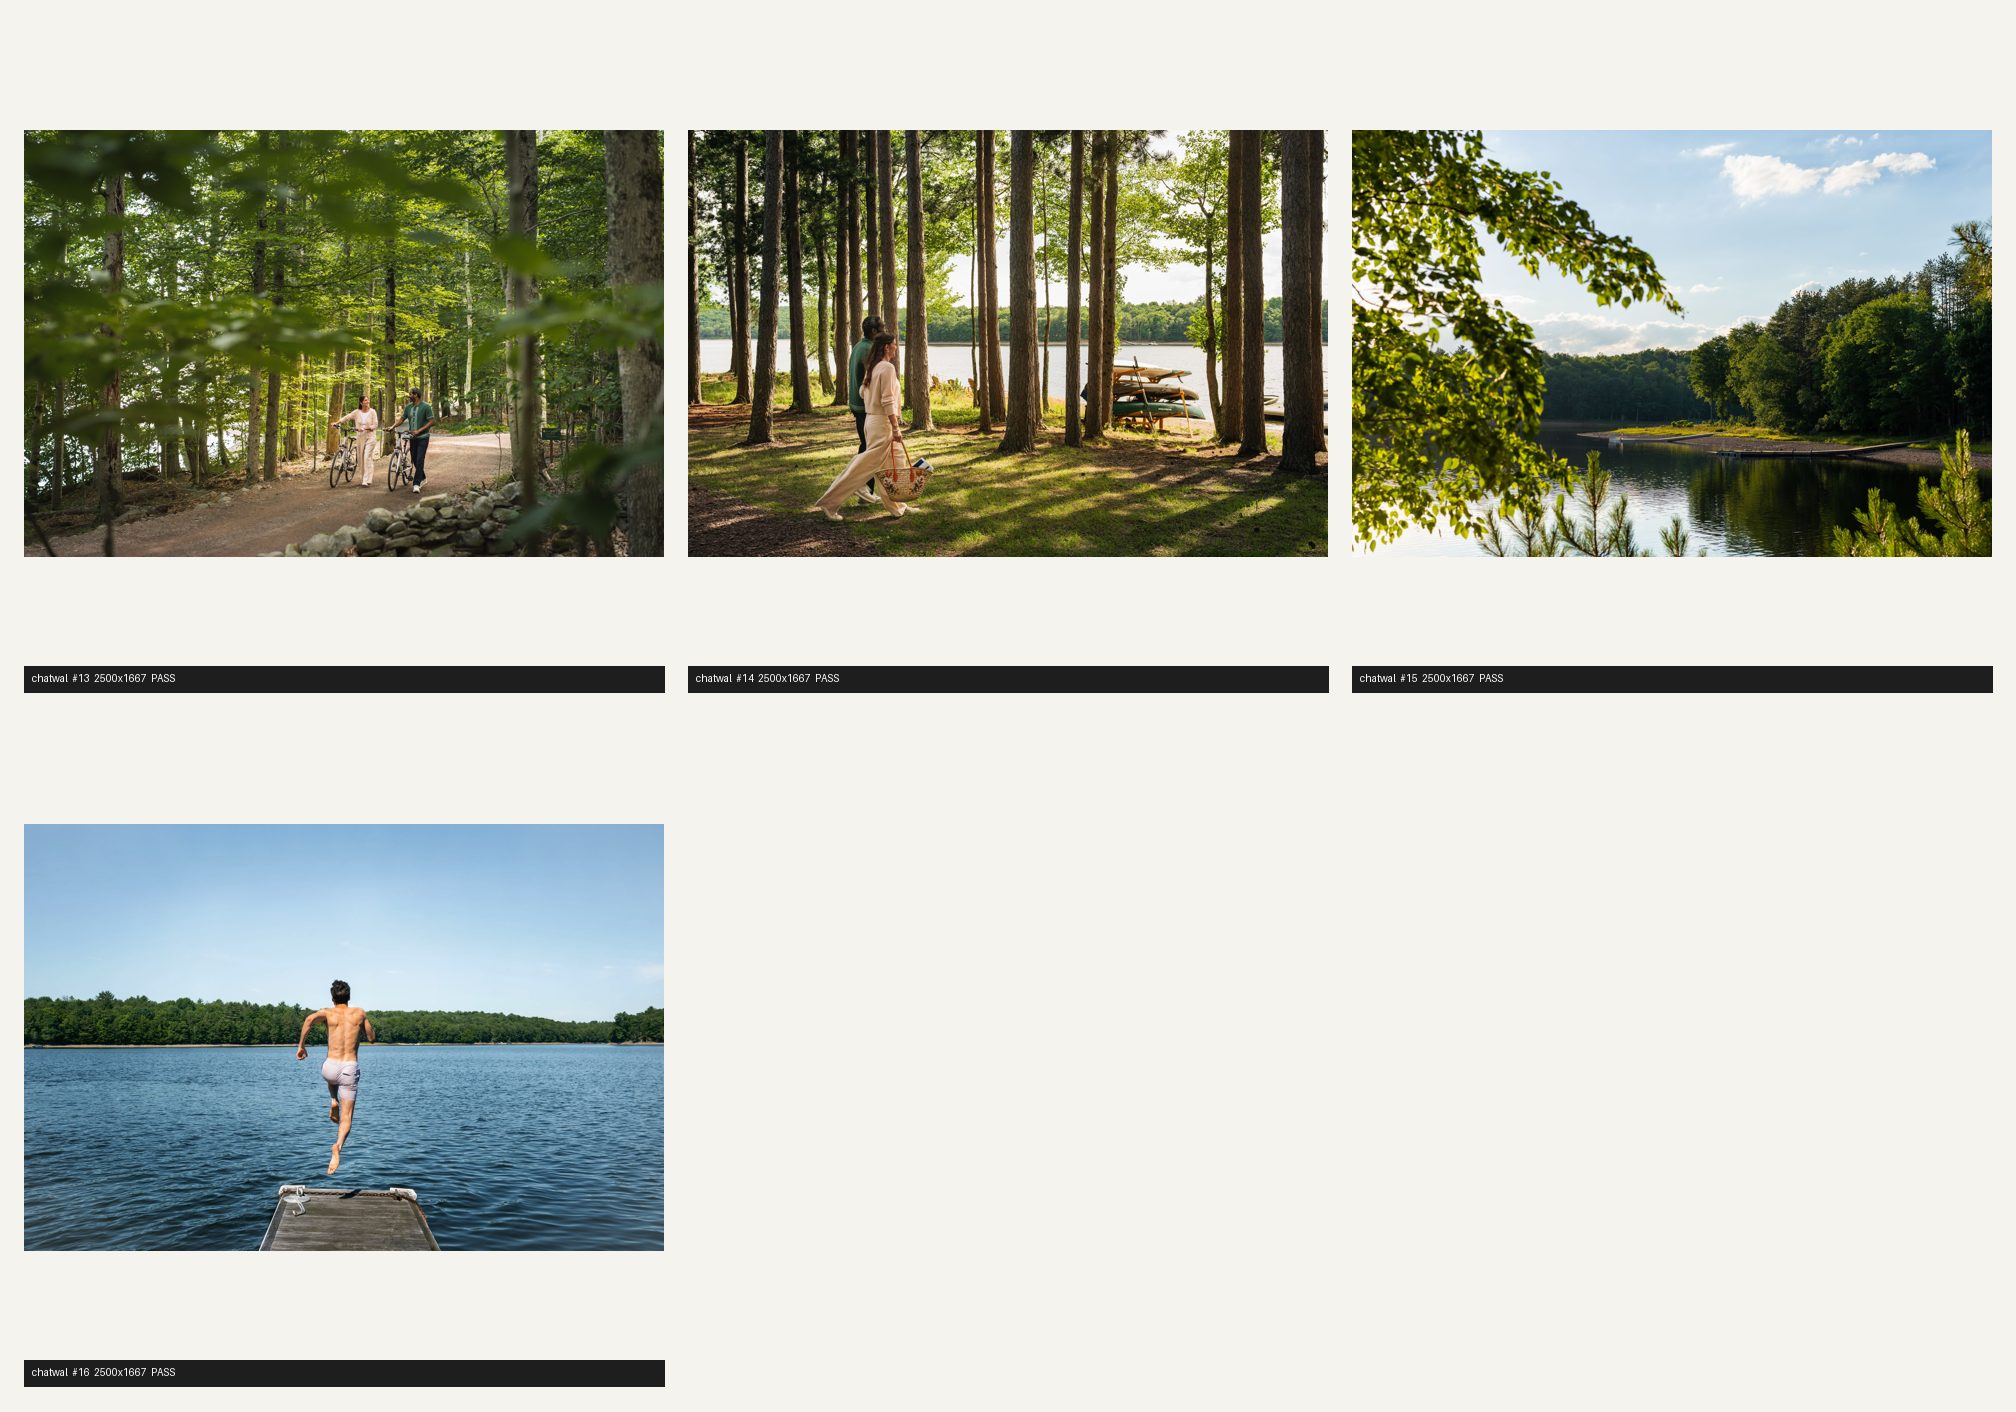 chatwal #13 2500x1667 PASS
chatwal #14 2500x1667 PASS
chatwal #15 2500x1667 PASS
chatwal #16 2500x1667 PASS